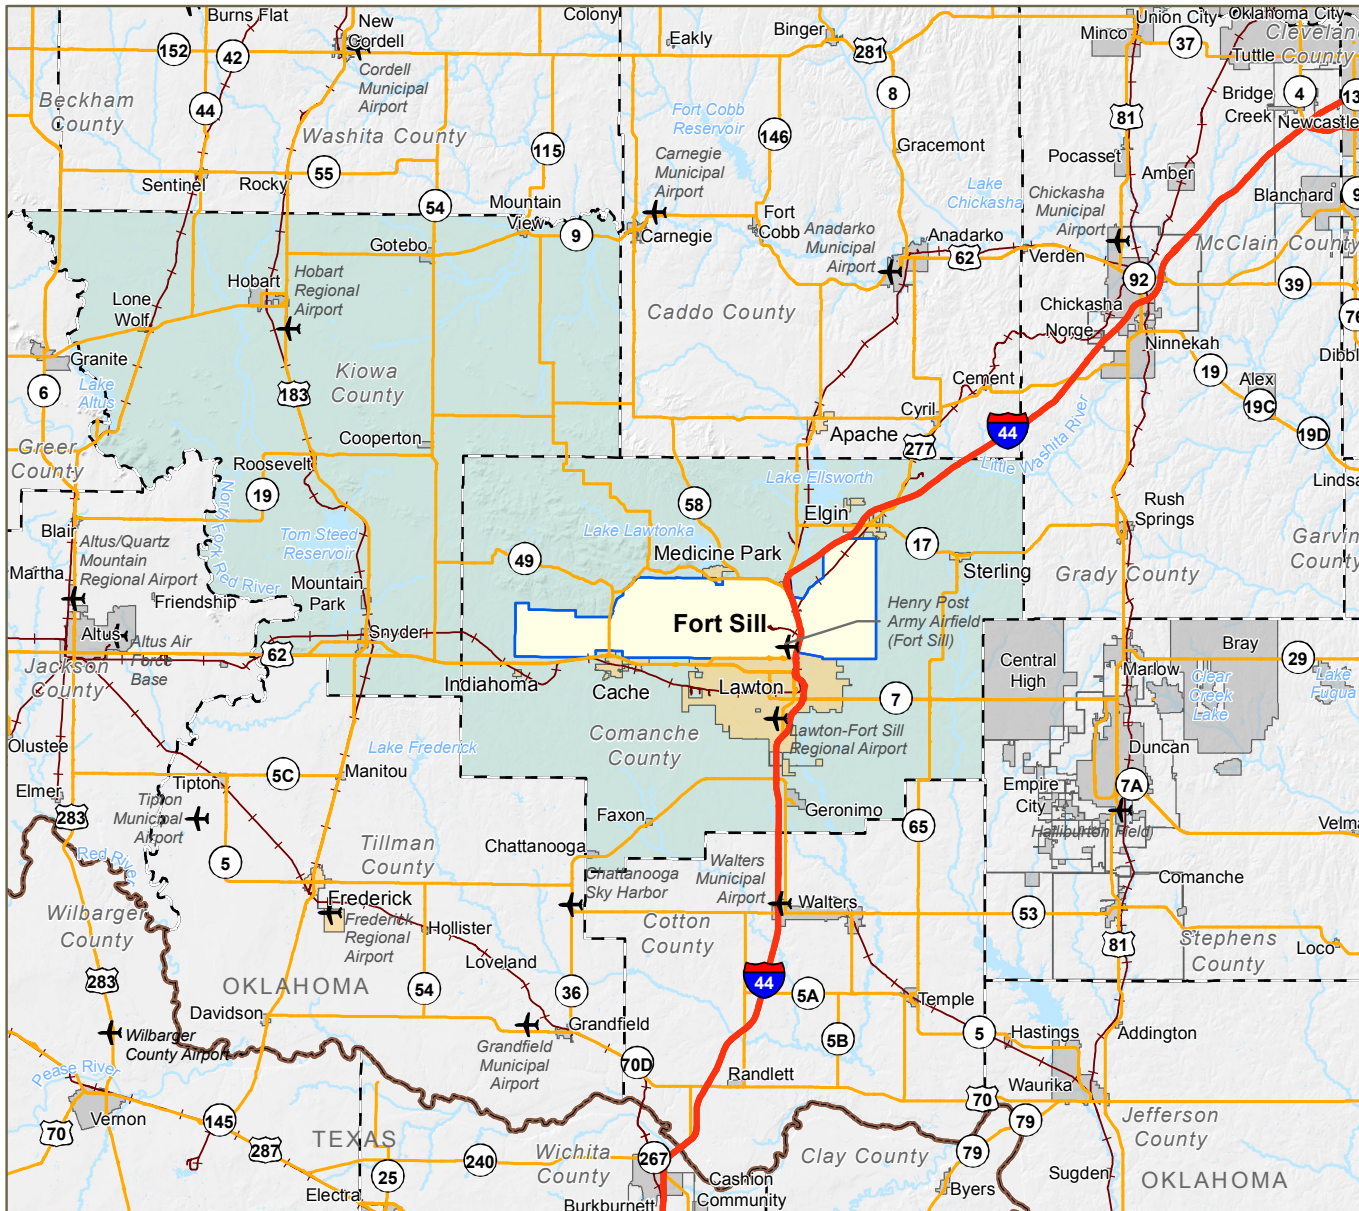 Burns Flat
New
Cordell
Colony
Eakly
Binger
Union City
Oklahoma City
Minco
Cleveland
County
Tuttle
152
42
281
37
Cordell
Municipal
Airport
Beckham
County
44
8
Bridge
Creek
4
13
Fort Cobb
Reservoir
81
Newcastle
Washita County
146
115
Gracemont
Carnegie
Municipal
Airport
Pocasset
Amber
55
Sentinel
Rocky
Lake
Chickasha
Chickasha
Municipal
Airport
Blanchard
9
54
Mountain
View
Fort
Cobb
9
Carnegie
Anadarko
Municipal
Airport
Anadarko
McClain County
Gotebo
62
Verden
Hobart
Hobart
Regional
Airport
92
39
Lone
Wolf
Caddo County
Chickasha
Norge
76
Ninnekah
Dibbl
Granite
Kiowa
County
6
Lake
Altus
183
Cement
19
Alex
19C
Cyril
Apache
44
19D
Greer
County
Cooperton
277
Little Washita River
Roosevelt
Lake Ellsworth
Lindsa
19
North Fork Red River
58
Elgin
Rush
Springs
Blair
Tom Steed
Reservoir
Lake Lawtonka
17
Garvin
County
Altus/Quartz
Mountain
Regional Airport
Medicine Park
49
Sterling
Martha
Mountain
Park
Grady County
Friendship
Henry Post
Army Airfield
(Fort Sill)
Fort Sill
Altus
Altus Air
Force
Base
Snyder
62
Bray
29
Central
High
Marlow
Jackson
County
Indiahoma
Cache
Lawton
Clear
Creek
Lake
Lake
Fuqua
7
Lawton-Fort Sill
Regional Airport
Comanche
County
Olustee
Lake Frederick
Duncan
5C
Manitou
Tipton
Elmer
Empire
City
7A
283
Tipton
Municipal
Airport
Geronimo
Faxon
65
Halliburton Field
Velma
Tillman
County
Chattanooga
5
Red River
Chattanooga
Sky Harbor
Walters
Municipal
Airport
Comanche
Frederick
Walters
53
Wilbarger
County
Frederick
Regional
Airport
Hollister
Cotton
County
81
Stephens
County
Loco
Loveland
283
OKLAHOMA
54
36
44
5A
Temple
Davidson
Wilbarger
County Airport
Grandfield
5
Hastings
Addington
Grandfield
Municipal
Airport
5B
70D
Pease River
Randlett
Waurika
70
Vernon
145
79
Jefferson
County
70
287
TEXAS
240
Wichita
County
267
Clay County
79
25
Cashion
Community
Byers
Sugden
OKLAHOMA
Electra
Burkburnett